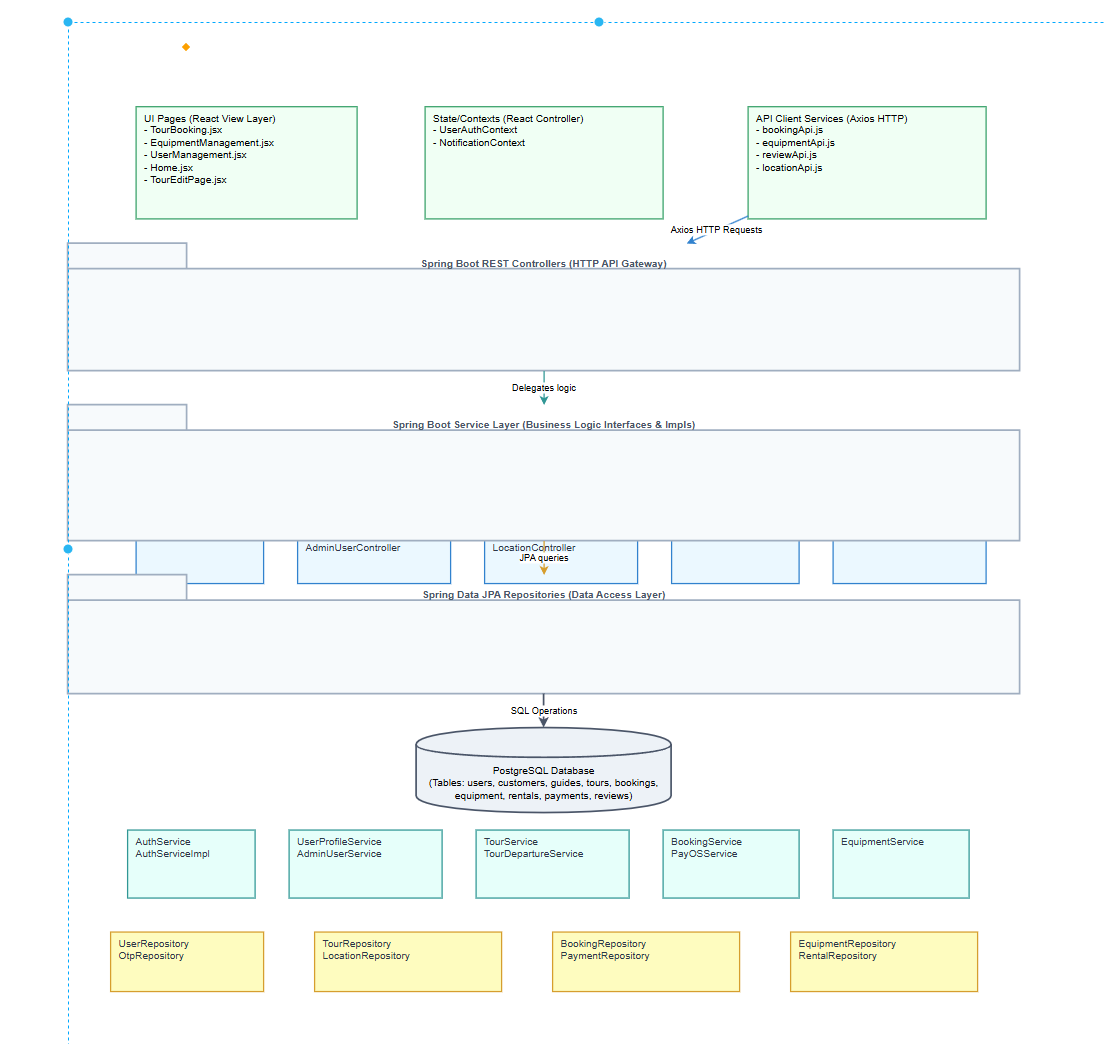 UI Pages (React View Layer)
- TourBooking.jsx
- EquipmentManagement.jsx
- UserManagement.jsx
- Home.jsx
- TourEditPage.jsx
State/Contexts (React Controller)
- UserAuthContext
- NotificationContext
API Client Services (Axios HTTP)
- bookingApi.js
- equipmentApi.js
- reviewApi.js
- locationApi.js
Axios HTTP Requests
Spring Boot REST Controllers (HTTP API Gateway)
Delegates logic
Spring Boot Service Layer (Business Logic Interfaces & Impls)
AdminUserController
LocationController
JPA queries
Spring Data JPA Repositories (Data Access Layer)
SQL Operations
PostgreSQL Database
(Tables: users, customers, guides, tours, bookings,
equipment, rentals, payments, reviews)
AuthService
AuthServiceImpl
UserProfileService
AdminUserService
TourService
TourDepartureService
BookingService
PayOSService
EquipmentService
UserRepository
OtpRepository
TourRepository
LocationRepository
BookingRepository
PaymentRepository
EquipmentRepository
RentalRepository